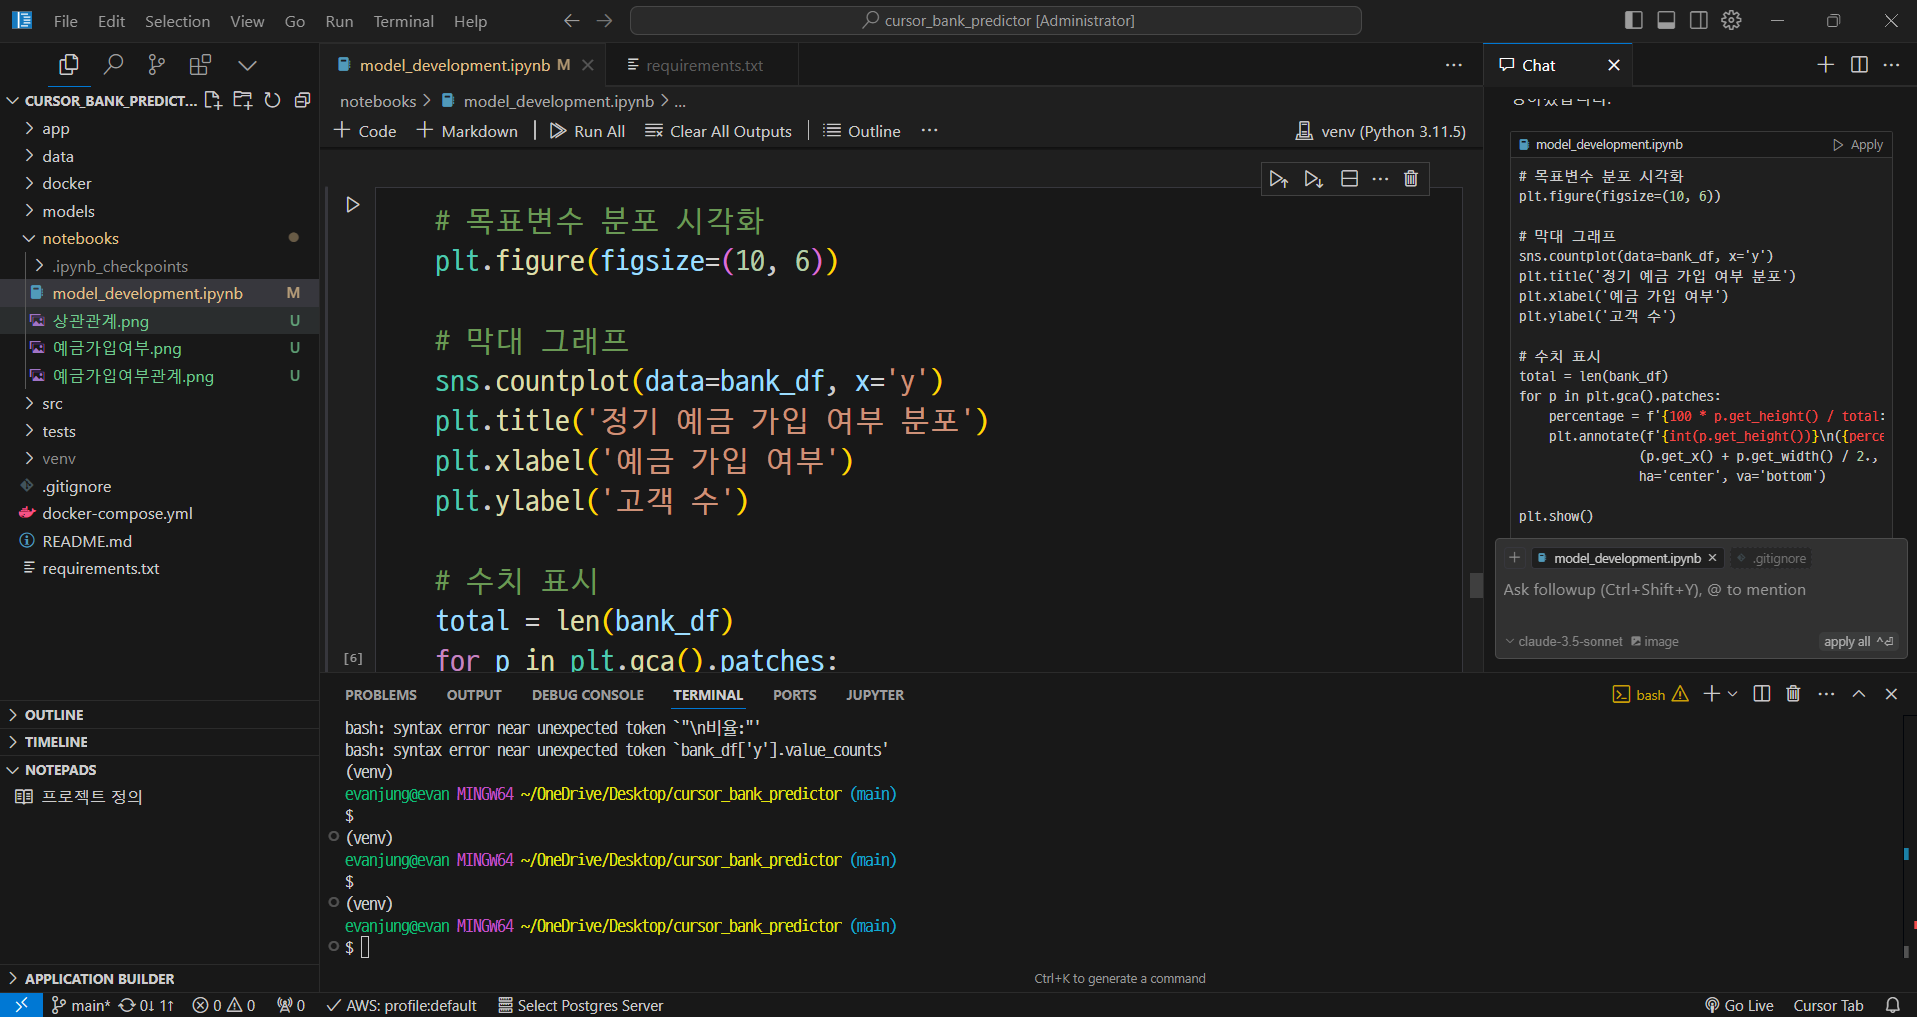 File Edit Selection View Go Run Terminal Help
cursor_bank_predictor [Administrator]
CURSOR_BANK_PREDICT...
app
data
docker
models
notebooks
.ipynb_checkpoints
model_development.ipynb M
상관관계.png U
예금가입여부.png U
예금가입여부관계.png U
src
tests
venv
.gitignore
docker-compose.yml
README.md
requirements.txt
OUTLINE
TIMELINE
NOTEPADS
프로젝트 정의
APPLICATION BUILDER
model_development.ipynb M
requirements.txt
notebooks > model_development.ipynb > ...
Code Markdown Run All Clear All Outputs Outline ...
venv (Python 3.11.5)
# 목표변수 분포 시각화
plt.figure(figsize=(10, 6))
# 막대 그래프
sns.countplot(data=bank_df, x='y')
plt.title('정기 예금 가입 여부 분포')
plt.xlabel('예금 가입 여부')
plt.ylabel('고객 수')
# 수치 표시
total = len(bank_df)
[6]
for p in plt.gca().patches:
PROBLEMS OUTPUT DEBUG CONSOLE TERMINAL PORTS JUPYTER
bash
bash: syntax error near unexpected token `"\n비율:"'
bash: syntax error near unexpected token `bank_df['y'].value_counts'
(venv)
evanjung@evan MINGW64 ~/OneDrive/Desktop/cursor_bank_predictor (main)
$
(venv)
evanjung@evan MINGW64 ~/OneDrive/Desktop/cursor_bank_predictor (main)
$
(venv)
evanjung@evan MINGW64 ~/OneDrive/Desktop/cursor_bank_predictor (main)
$
Ctrl+K to generate a command
Chat
model_development.ipynb
Apply
# 목표변수 분포 시각화
plt.figure(figsize=(10, 6))
# 막대 그래프
sns.countplot(data=bank_df, x='y')
plt.title('정기 예금 가입 여부 분포')
plt.xlabel('예금 가입 여부')
plt.ylabel('고객 수')
# 수치 표시
total = len(bank_df)
for p in plt.gca().patches:
percentage = f'{100 * p.get_height() / total:
plt.annotate(f'{int(p.get_height())}\n({perce
(p.get_x() + p.get_width() / 2.,
ha='center', va='bottom')
plt.show()
model_development.ipynb
.gitignore
Ask followup (Ctrl+Shift+Y), @ to mention
claude-3.5-sonnet image
apply all
main* 0↓ 1↑ 0 0 0 AWS: profile:default Select Postgres Server
Go Live Cursor Tab